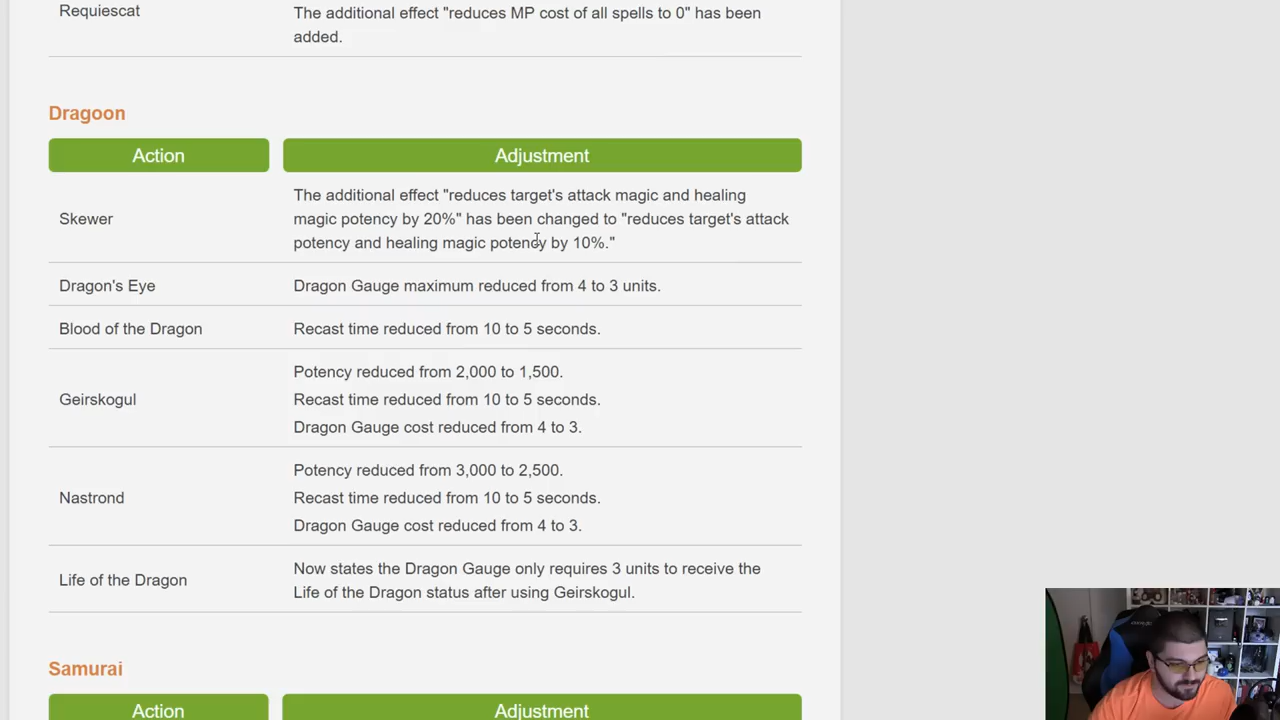 Requiescat
The additional effect "reduces MP cost of all spells to 0" has been
added.
Dragoon
Action
Adjustment
Skewer
The additional effect "reduces target's attack magic and healing
magic potency by 20%" has been changed to "reduces target's attack
potency and healing magic potency by 10%."
Dragon's Eye
Dragon Gauge maximum reduced from 4 to 3 units.
Blood of the Dragon
Recast time reduced from 10 to 5 seconds.
Geirskogul
Potency reduced from 2,000 to 1,500.
Recast time reduced from 10 to 5 seconds.
Dragon Gauge cost reduced from 4 to 3.
Nastrond
Potency reduced from 3,000 to 2,500.
Recast time reduced from 10 to 5 seconds.
Dragon Gauge cost reduced from 4 to 3.
Life of the Dragon
Now states the Dragon Gauge only requires 3 units to receive the
Life of the Dragon status after using Geirskogul.
Samurai
Action
Adjustment